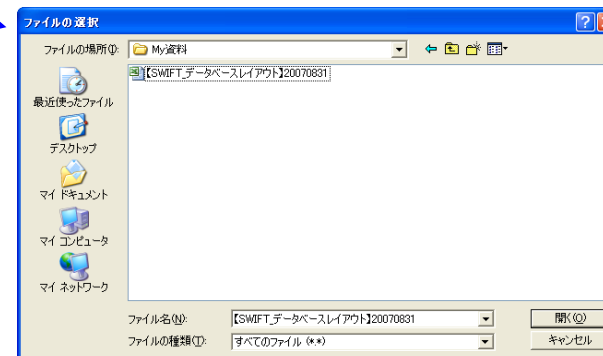 ファイルの選択
ファイルの場所(I):
My資料
【SWIFT_データベースレイアウト】20070831
最近使ったファイル
デスクトップ
マイ ドキュメント
マイ コンピュータ
マイ ネットワーク
ファイル名(N):
【SWIFT_データベースレイアウト】20070831
開く(O)
ファイルの種類(T):
すべてのファイル (*.*)
キャンセル